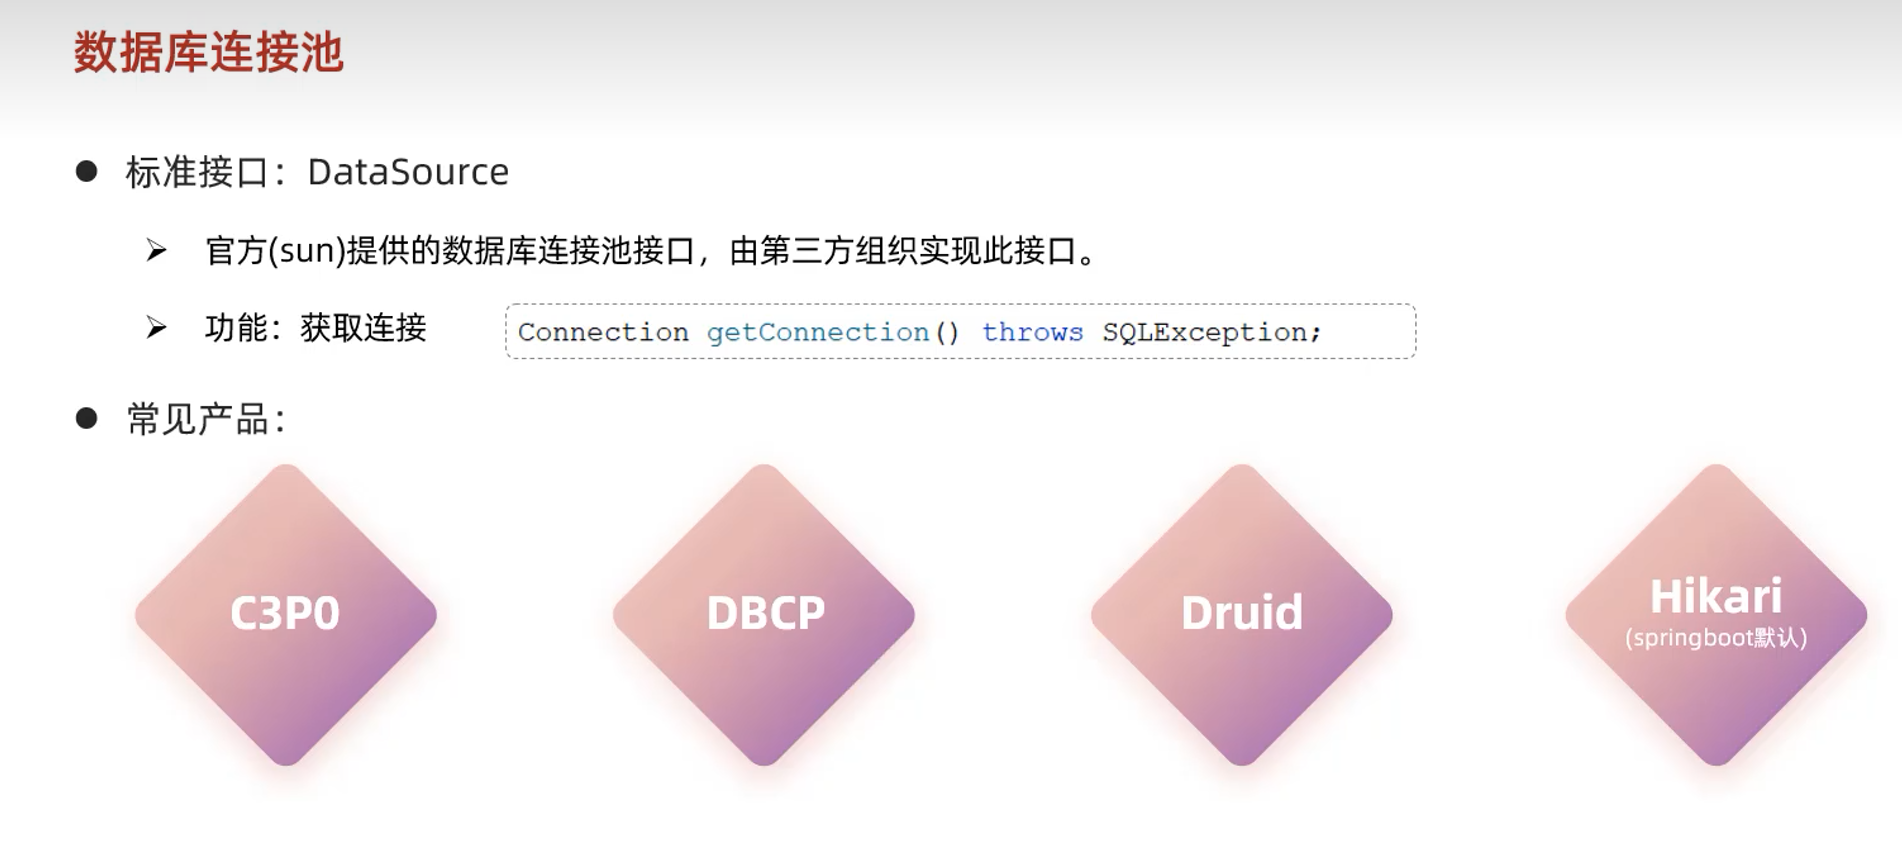 数据库连接池
标准接口：DataSource
官方(sun)提供的数据库连接池接口，由第三方组织实现此接口。
功能：获取连接
Connection getConnection() throws SQLException;
常见产品：
C3P0
DBCP
Druid
Hikari
(springboot默认)